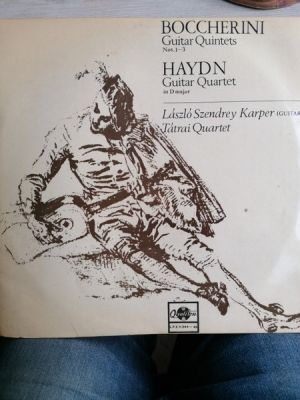 BOCCHERINI
Guitar Quintets
Nos. 1–3
HAYDN
Guitar Quartet
in D major
László Szendrey Karper (GUITAR
Tátrai Quartet
Qualiton